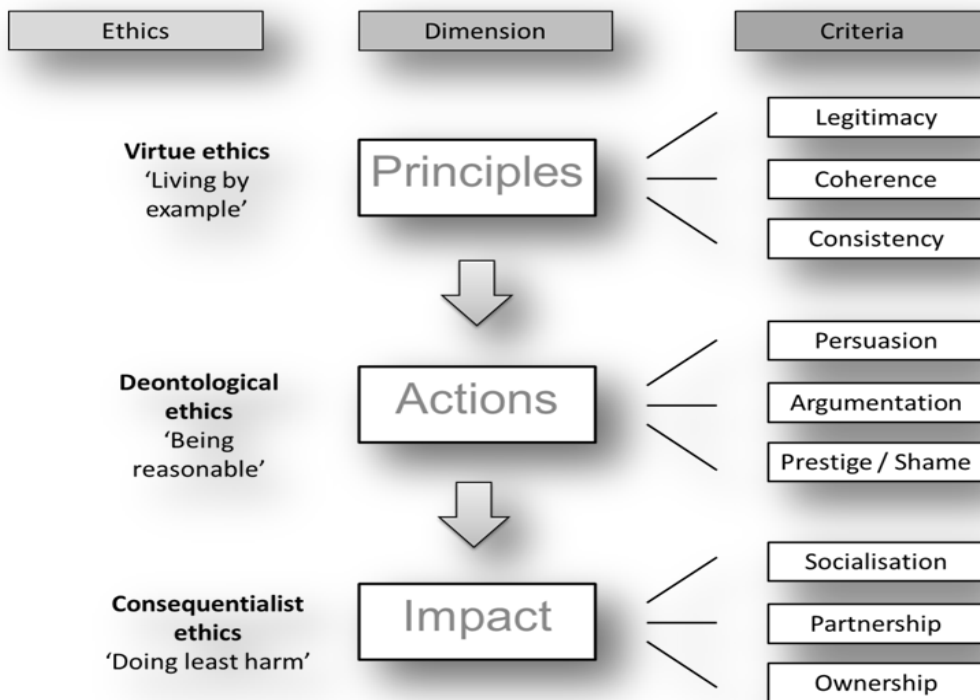 Ethics
Dimension
Criteria
Virtue ethics
‘Living by
example’
Principles
Legitimacy
Coherence
Consistency
Deontological
ethics
‘Being
reasonable’
Actions
Persuasion
Argumentation
Prestige / Shame
Consequentialist
ethics
‘Doing least harm’
Impact
Socialisation
Partnership
Ownership